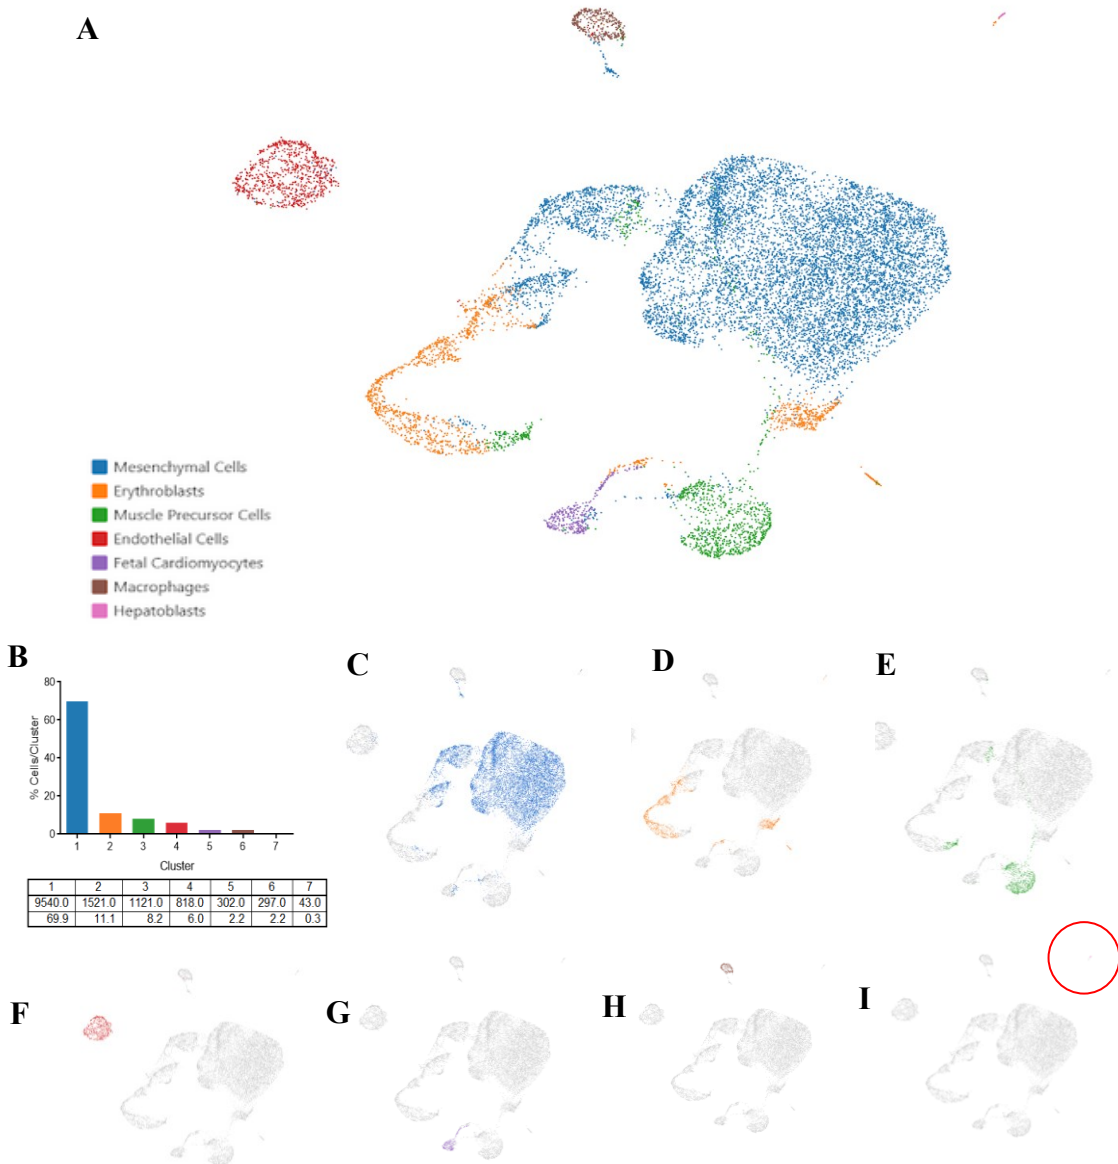 A
Mesenchymal Cells
Erythroblasts
Muscle Precursor Cells
Endothelial Cells
Fetal Cardiomyocytes
Macrophages
Hepatoblasts
B
80
60
40
20
0
% Cells/Cluster
1 2 3 4 5 6 7
Cluster
1 2 3 4 5 6 7
9540.0 1521.0 1121.0 818.0 302.0 297.0 43.0
69.9 11.1 8.2 6.0 2.2 2.2 0.3
C
D
E
F
G
H
I